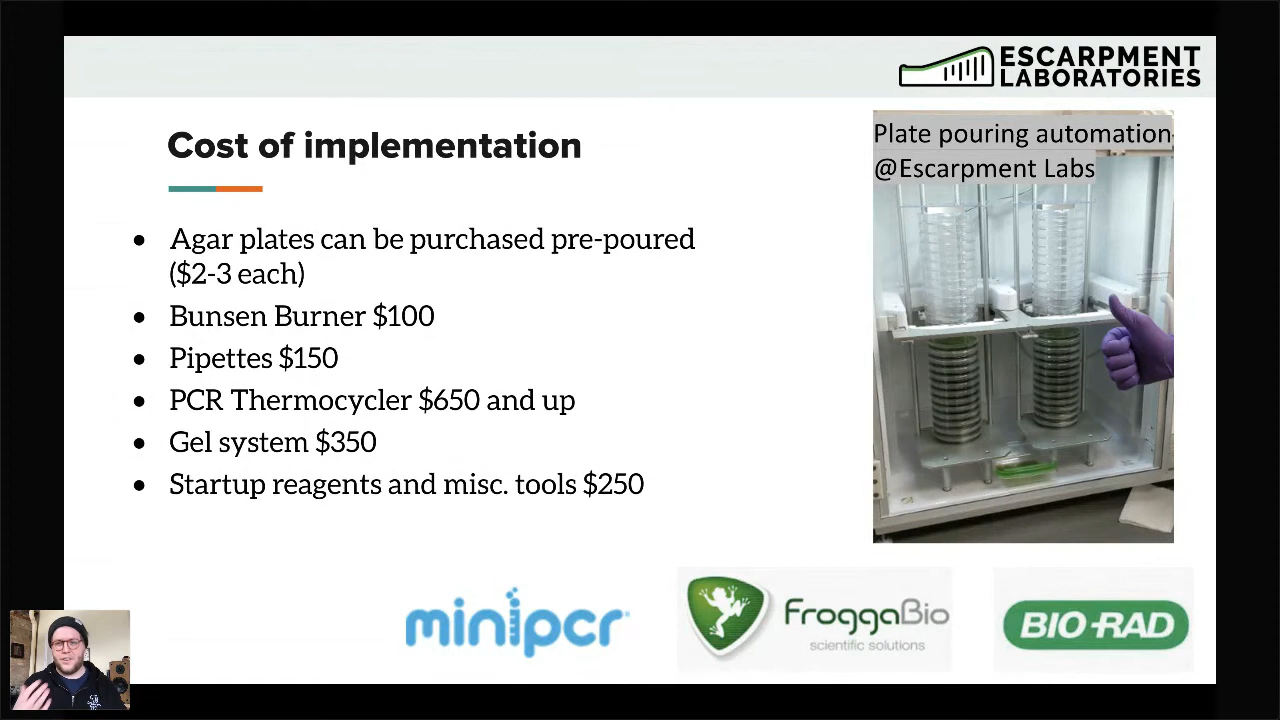 ESCARPMENT
LABORATORIES
Cost of implementation
Plate pouring automation
@Escarpment Labs
• Agar plates can be purchased pre-poured
($2-3 each)
• Bunsen Burner $100
• Pipettes $150
• PCR Thermocycler $650 and up
• Gel system $350
• Startup reagents and misc. tools $250
minipcr
FroggaBio
scientific solutions
BIO-RAD